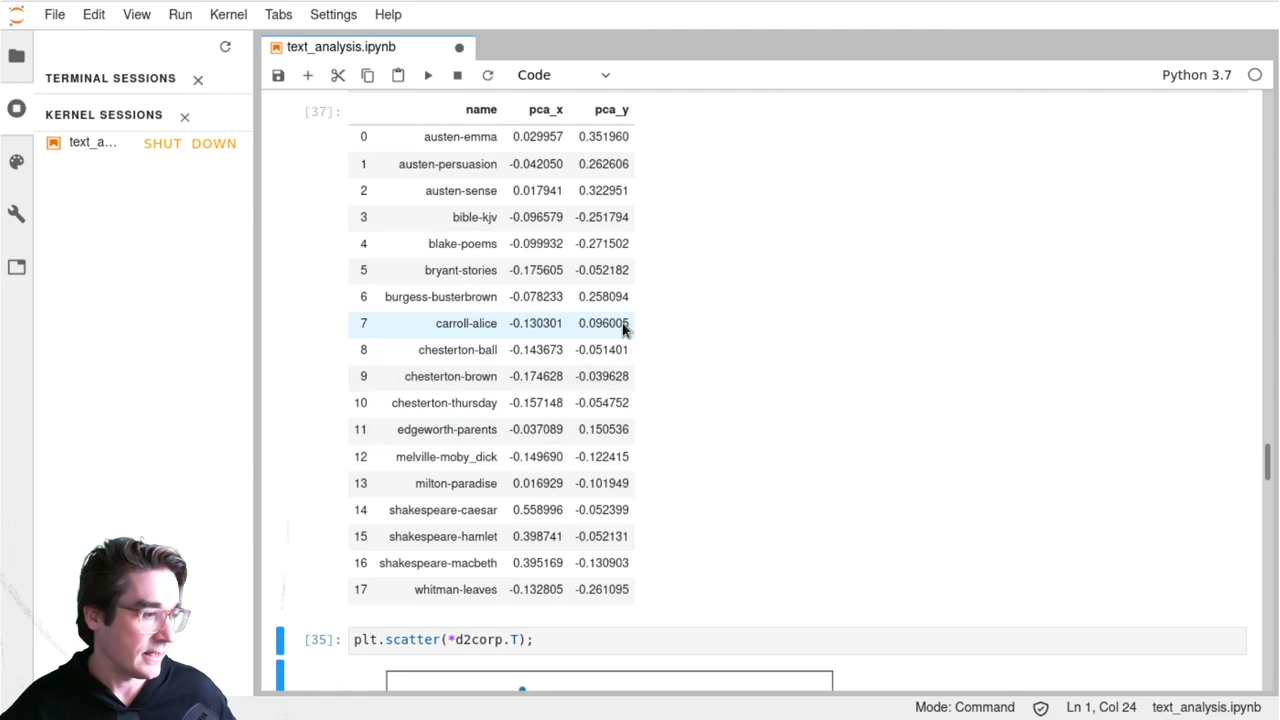 File Edit View Run Kernel Tabs Settings Help
TERMINAL SESSIONS
KERNEL SESSIONS
text_a... SHUT DOWN
text_analysis.ipynb
Code
Python 3.7
[37]:
name pca_x pca_y
0 austen-emma 0.029957 0.351960
1 austen-persuasion -0.042050 0.262606
2 austen-sense 0.017941 0.322951
3 bible-kjv -0.096579 -0.251794
4 blake-poems -0.099932 -0.271502
5 bryant-stories -0.175605 -0.052182
6 burgess-busterbrown -0.078233 0.258094
7 carroll-alice -0.130301 0.096005
8 chesterton-ball -0.143673 -0.051401
9 chesterton-brown -0.174628 -0.039628
10 chesterton-thursday -0.157148 -0.054752
11 edgeworth-parents -0.037089 0.150536
12 melville-moby_dick -0.149690 -0.122415
13 milton-paradise 0.016929 -0.101949
14 shakespeare-caesar 0.558996 -0.052399
15 shakespeare-hamlet 0.398741 -0.052131
16 shakespeare-macbeth 0.395169 -0.130903
17 whitman-leaves -0.132805 -0.261095
[35]: plt.scatter(*d2corp.T);
Mode: Command Ln 1, Col 24 text_analysis.ipynb